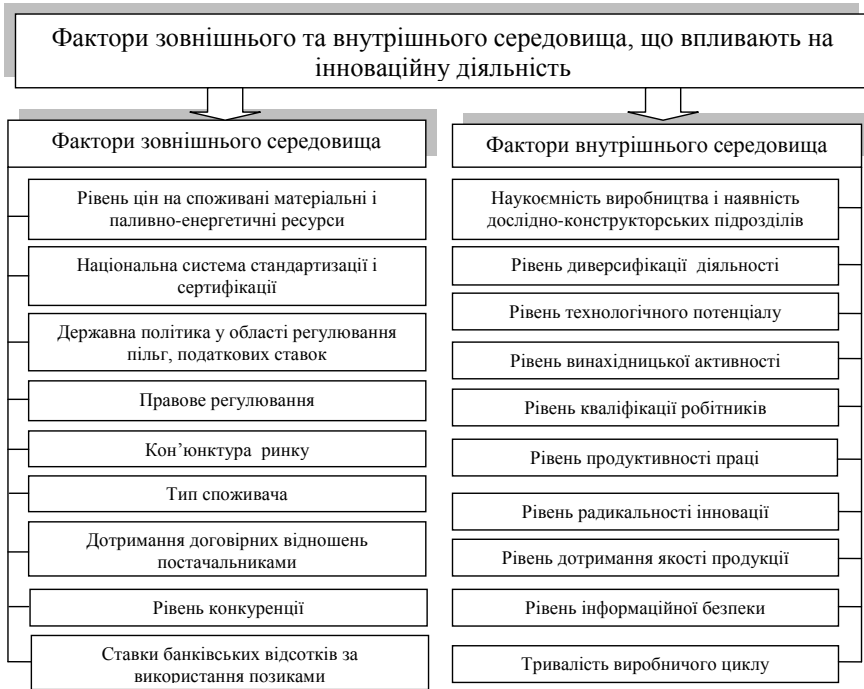 Фактори зовнішнього та внутрішнього середовища, що впливають на
інноваційну діяльність
Фактори зовнішнього середовища
Рівень цін на споживані матеріальні і
паливно-енергетичні ресурси
Національна система стандартизації і
сертифікації
Державна політика у області регулювання
пільг, податкових ставок
Правове регулювання
Кон’юнктура ринку
Тип споживача
Дотримання договірних відношень
постачальниками
Рівень конкуренції
Ставки банківських відсотків за
використання позиками
Фактори внутрішнього середовища
Наукоємність виробництва і наявність
дослідно-конструкторських підрозділів
Рівень диверсифікації діяльності
Рівень технологічного потенціалу
Рівень винахідницької активності
Рівень кваліфікації робітників
Рівень продуктивності праці
Рівень радикальності інновації
Рівень дотримання якості продукції
Рівень інформаційної безпеки
Тривалість виробничого циклу